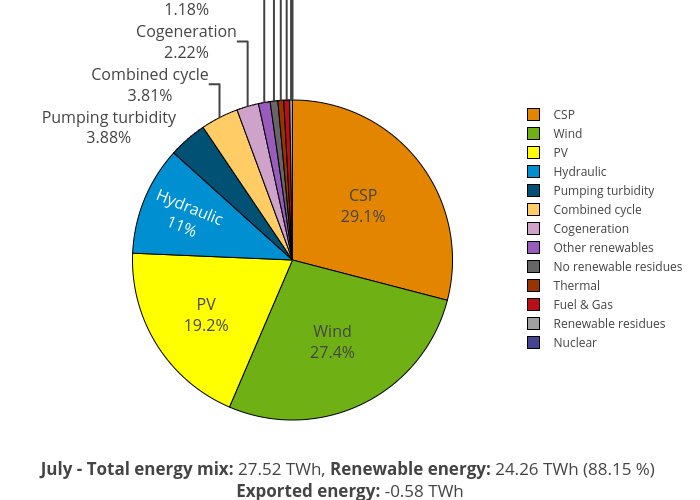 1.18%
Cogeneration
2.22%
Combined cycle
3.81%
Pumping turbidity
3.88%
Hydraulic
11%
CSP
29.1%
PV
19.2%
Wind
27.4%
CSP
Wind
PV
Hydraulic
Pumping turbidity
Combined cycle
Cogeneration
Other renewables
No renewable residues
Thermal
Fuel & Gas
Renewable residues
Nuclear
July - Total energy mix: 27.52 TWh, Renewable energy: 24.26 TWh (88.15 %)
Exported energy: -0.58 TWh